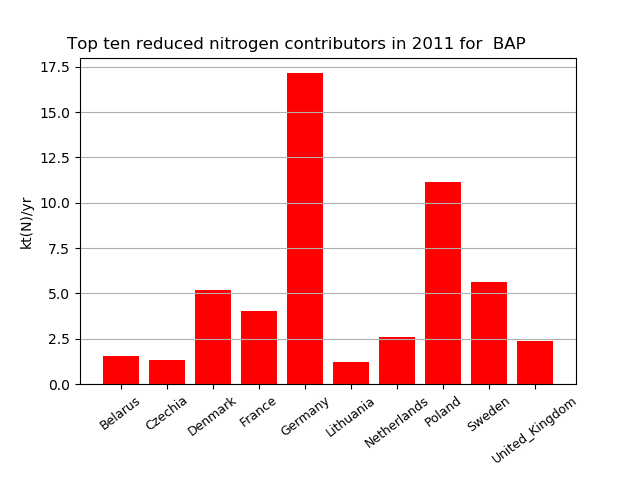 Top ten reduced nitrogen contributors in 2011 for  BAP
kt(N)/yr
17.5
15.0
12.5
10.0
7.5
5.0
2.5
0.0
Belarus
Czechia
Denmark
France
Germany
Lithuania
Netherlands
Poland
Sweden
United_Kingdom